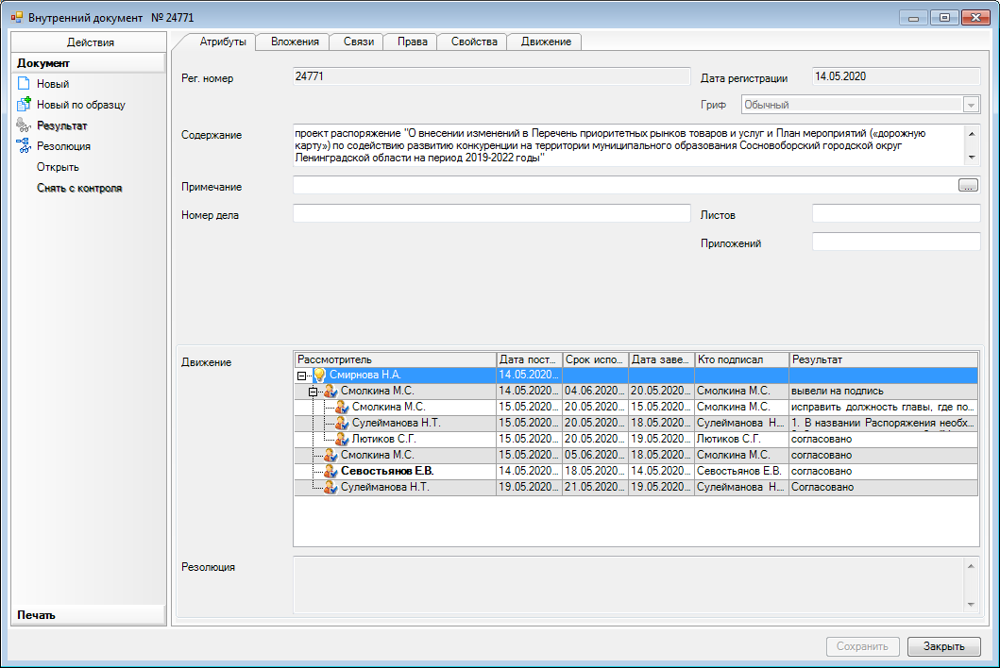 Внутренний документ № 24771
Действия
Документ
Новый
Новый по образцу
Результат
Резолюция
Открыть
Снять с контроля
Печать
Атрибуты Вложения Связи Права Свойства Движение
Рег. номер 24771 Дата регистрации 14.05.2020
Гриф Обычный
Содержание
проект распоряжение "О внесении изменений в Перечень приоритетных рынков товаров и услуг и План мероприятий («дорожную
карту») по содействию развитию конкуренции на территории муниципального образования Сосновоборский городской округ
Ленинградской области на период 2019-2022 годы"
Примечание ...
Номер дела Листов
Приложений
Движение
Рассмотритель Дата пост... Срок испо... Дата заве... Кто подписал Результат
Смирнова Н.А. 14.05.2020...
Смолкина М.С. 14.05.2020... 04.06.2020... 20.05.2020... Смолкина М.С. вывели на подпись
Смолкина М.С. 15.05.2020... 20.05.2020... 15.05.2020... Смолкина М.С. исправить должность главы, где по...
Сулейманова Н.Т. 15.05.2020... 20.05.2020... 18.05.2020... Сулейманова Н... 1. В названии Распоряжения необх...
Лютиков С.Г. 15.05.2020... 20.05.2020... 19.05.2020... Лютиков С.Г. согласовано
Смолкина М.С. 15.05.2020... 05.06.2020... 18.05.2020... Смолкина М.С. согласовано
Севостьянов Е.В. 14.05.2020... 18.05.2020... 14.05.2020... Севостьянов Е.В. согласовано
Сулейманова Н.Т. 19.05.2020... 21.05.2020... 19.05.2020... Сулейманова Н... Согласовано
Резолюция
Сохранить Закрыть